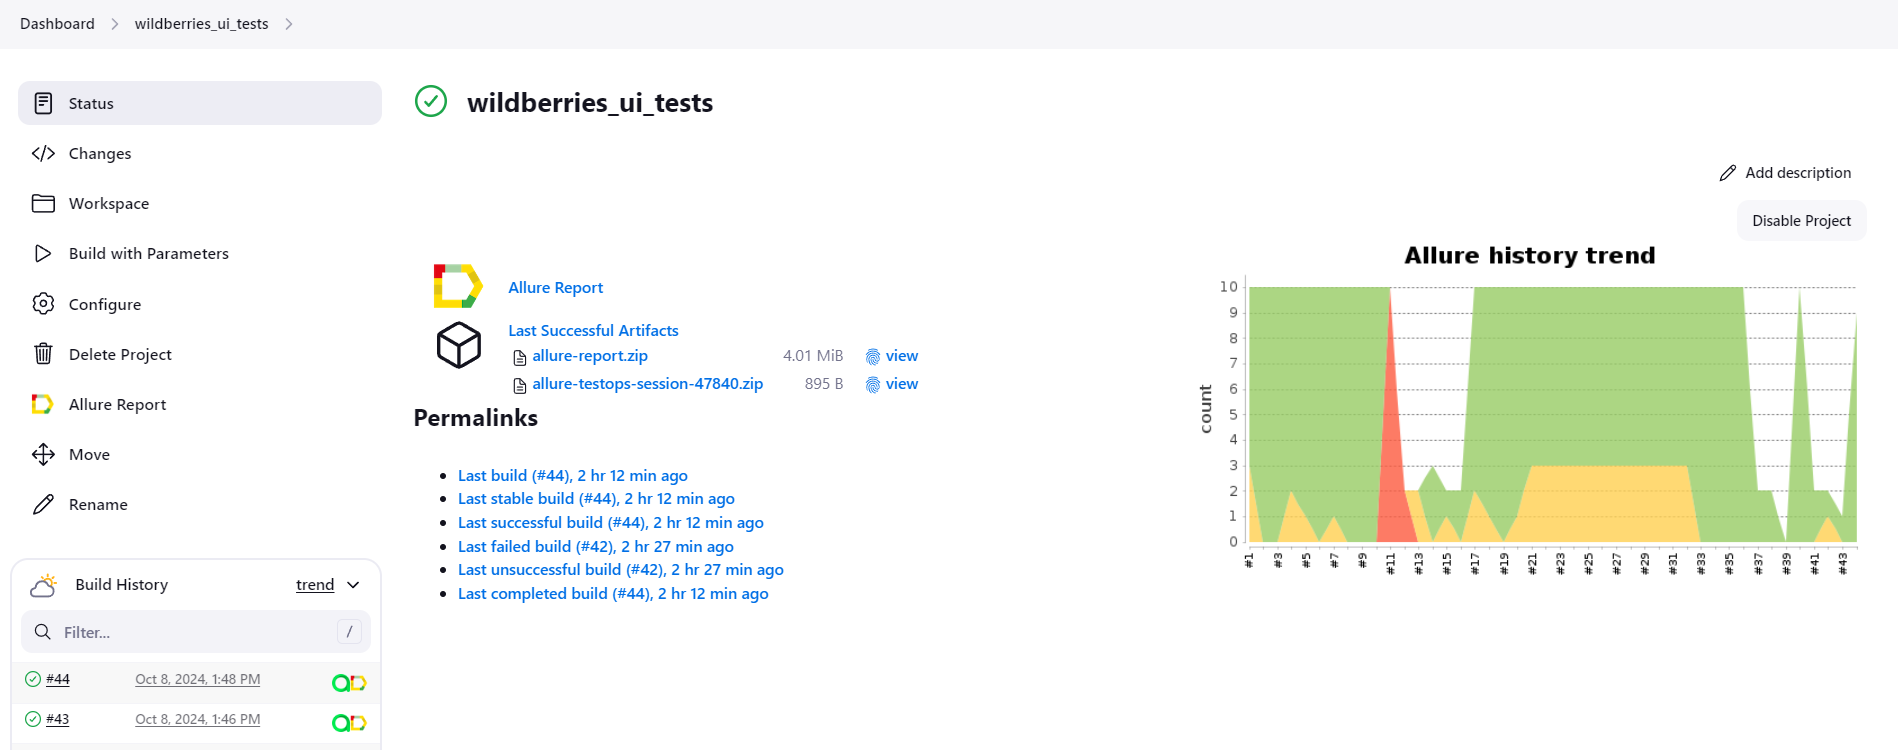 Dashboard
wildberries_ui_tests
Status
Changes
Workspace
Build with Parameters
Configure
Delete Project
Allure Report
Move
Rename
Build History
trend
Filter...
/
#44
Oct 8, 2024, 1:48 PM
#43
Oct 8, 2024, 1:46 PM
wildberries_ui_tests
Add description
Disable Project
Allure Report
Last Successful Artifacts
allure-report.zip 4.01 MiB view
allure-testops-session-47840.zip 895 B view
Permalinks
Last build (#44), 2 hr 12 min ago
Last stable build (#44), 2 hr 12 min ago
Last successful build (#44), 2 hr 12 min ago
Last failed build (#42), 2 hr 27 min ago
Last unsuccessful build (#42), 2 hr 27 min ago
Last completed build (#44), 2 hr 12 min ago
Allure history trend
count
10
9
8
7
6
5
4
3
2
1
0
#1 #3 #5 #7 #9 #11 #13 #15 #17 #19 #21 #23 #25 #27 #29 #31 #33 #35 #37 #39 #41 #43